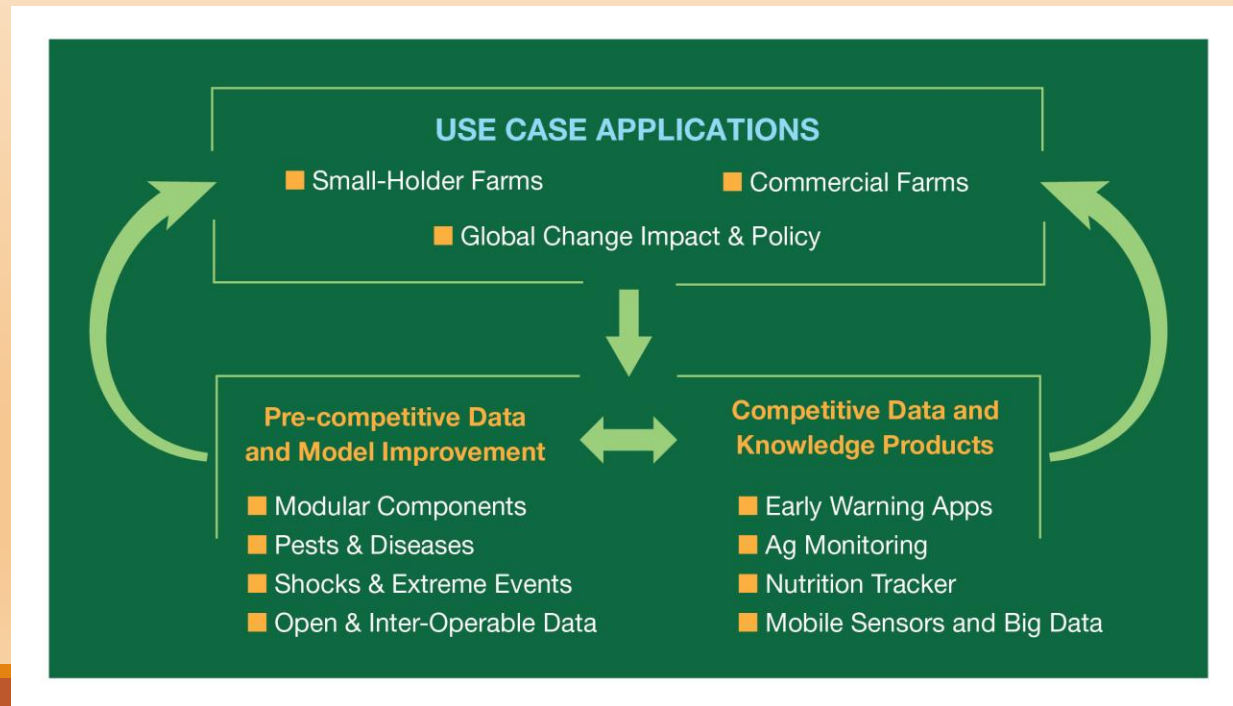 USE CASE APPLICATIONS
Small-Holder Farms
Commercial Farms
Global Change Impact & Policy
Pre-competitive Data
and Model Improvement
Modular Components
Pests & Diseases
Shocks & Extreme Events
Open & Inter-Operable Data
Competitive Data and
Knowledge Products
Early Warning Apps
Ag Monitoring
Nutrition Tracker
Mobile Sensors and Big Data